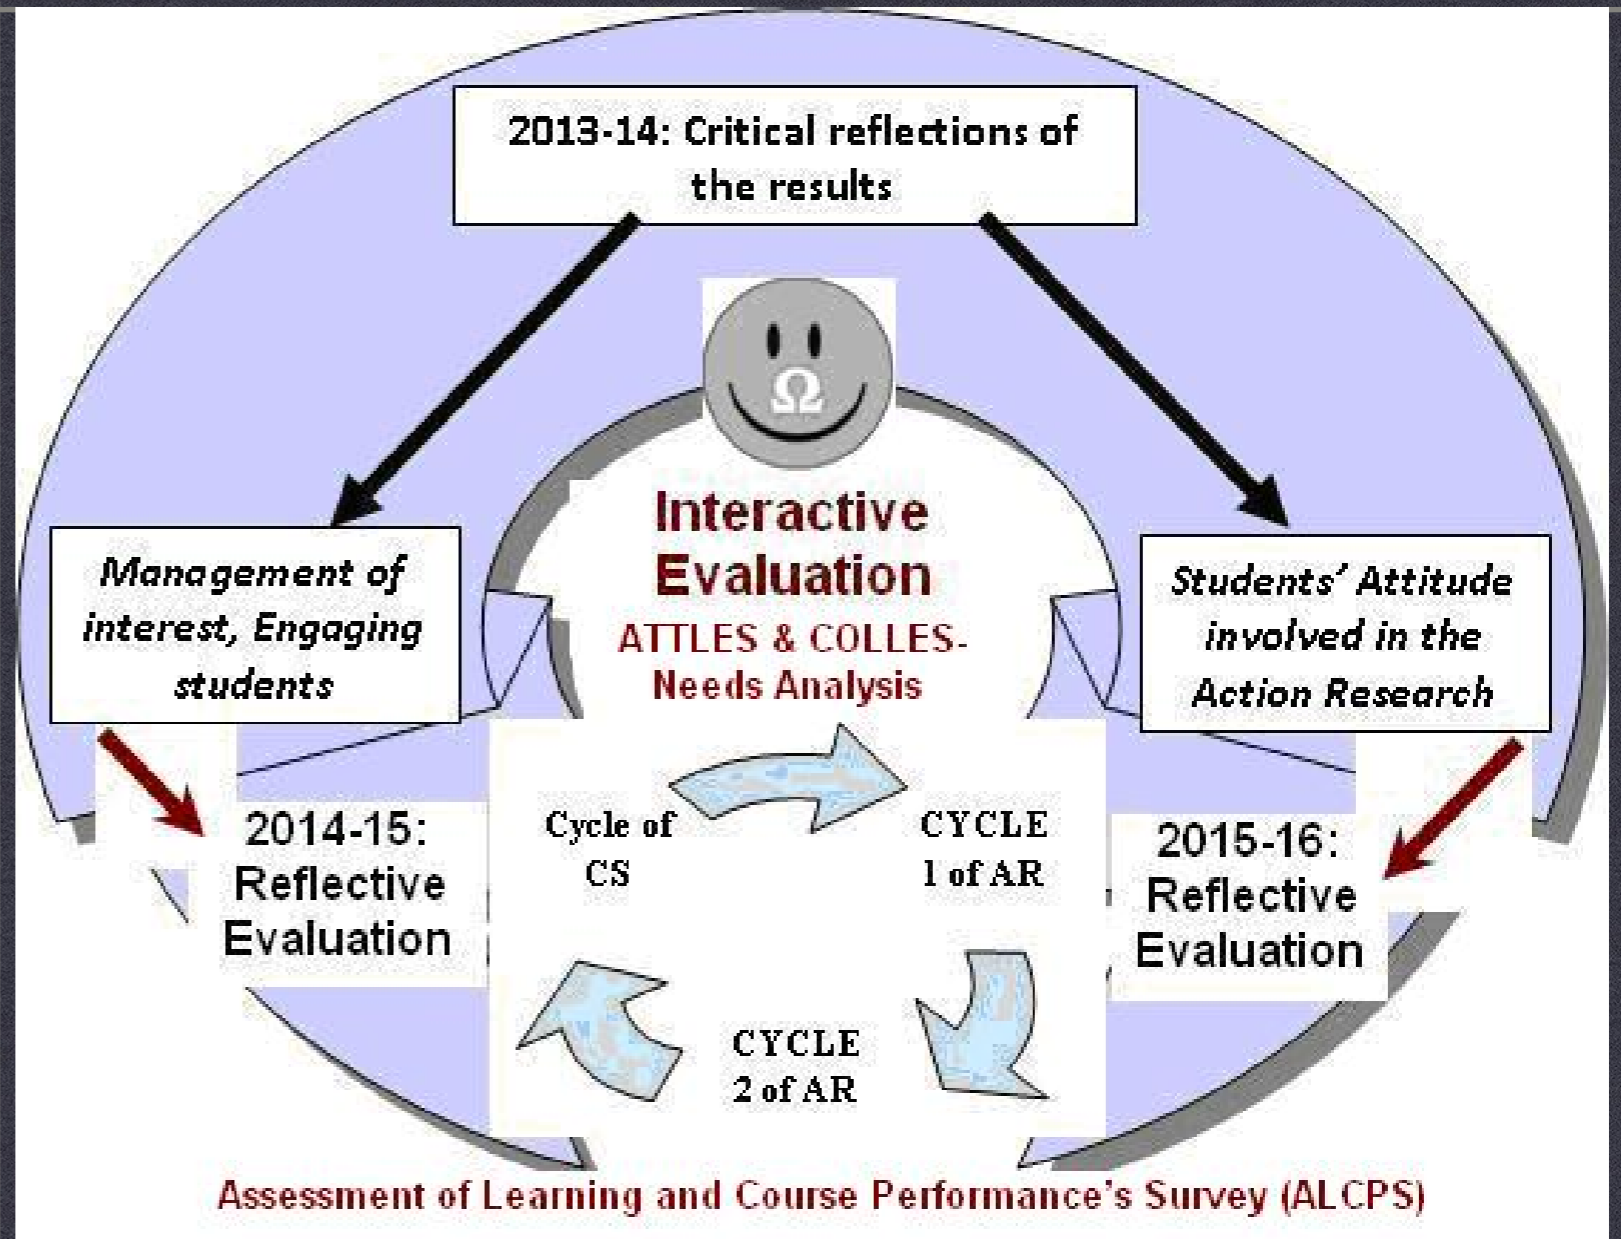 2013-14: Critical reflections of
the results
Ω
Interactive
Evaluation
ATTLES & COLLES-
Needs Analysis
Management of
interest, Engaging
students
Students’ Attitude
involved in the
Action Research
2014-15:
Reflective
Evaluation
Cycle of
CS
CYCLE
1 of AR
2015-16:
Reflective
Evaluation
CYCLE
2 of AR
Assessment of Learning and Course Performance’s Survey (ALCPS)